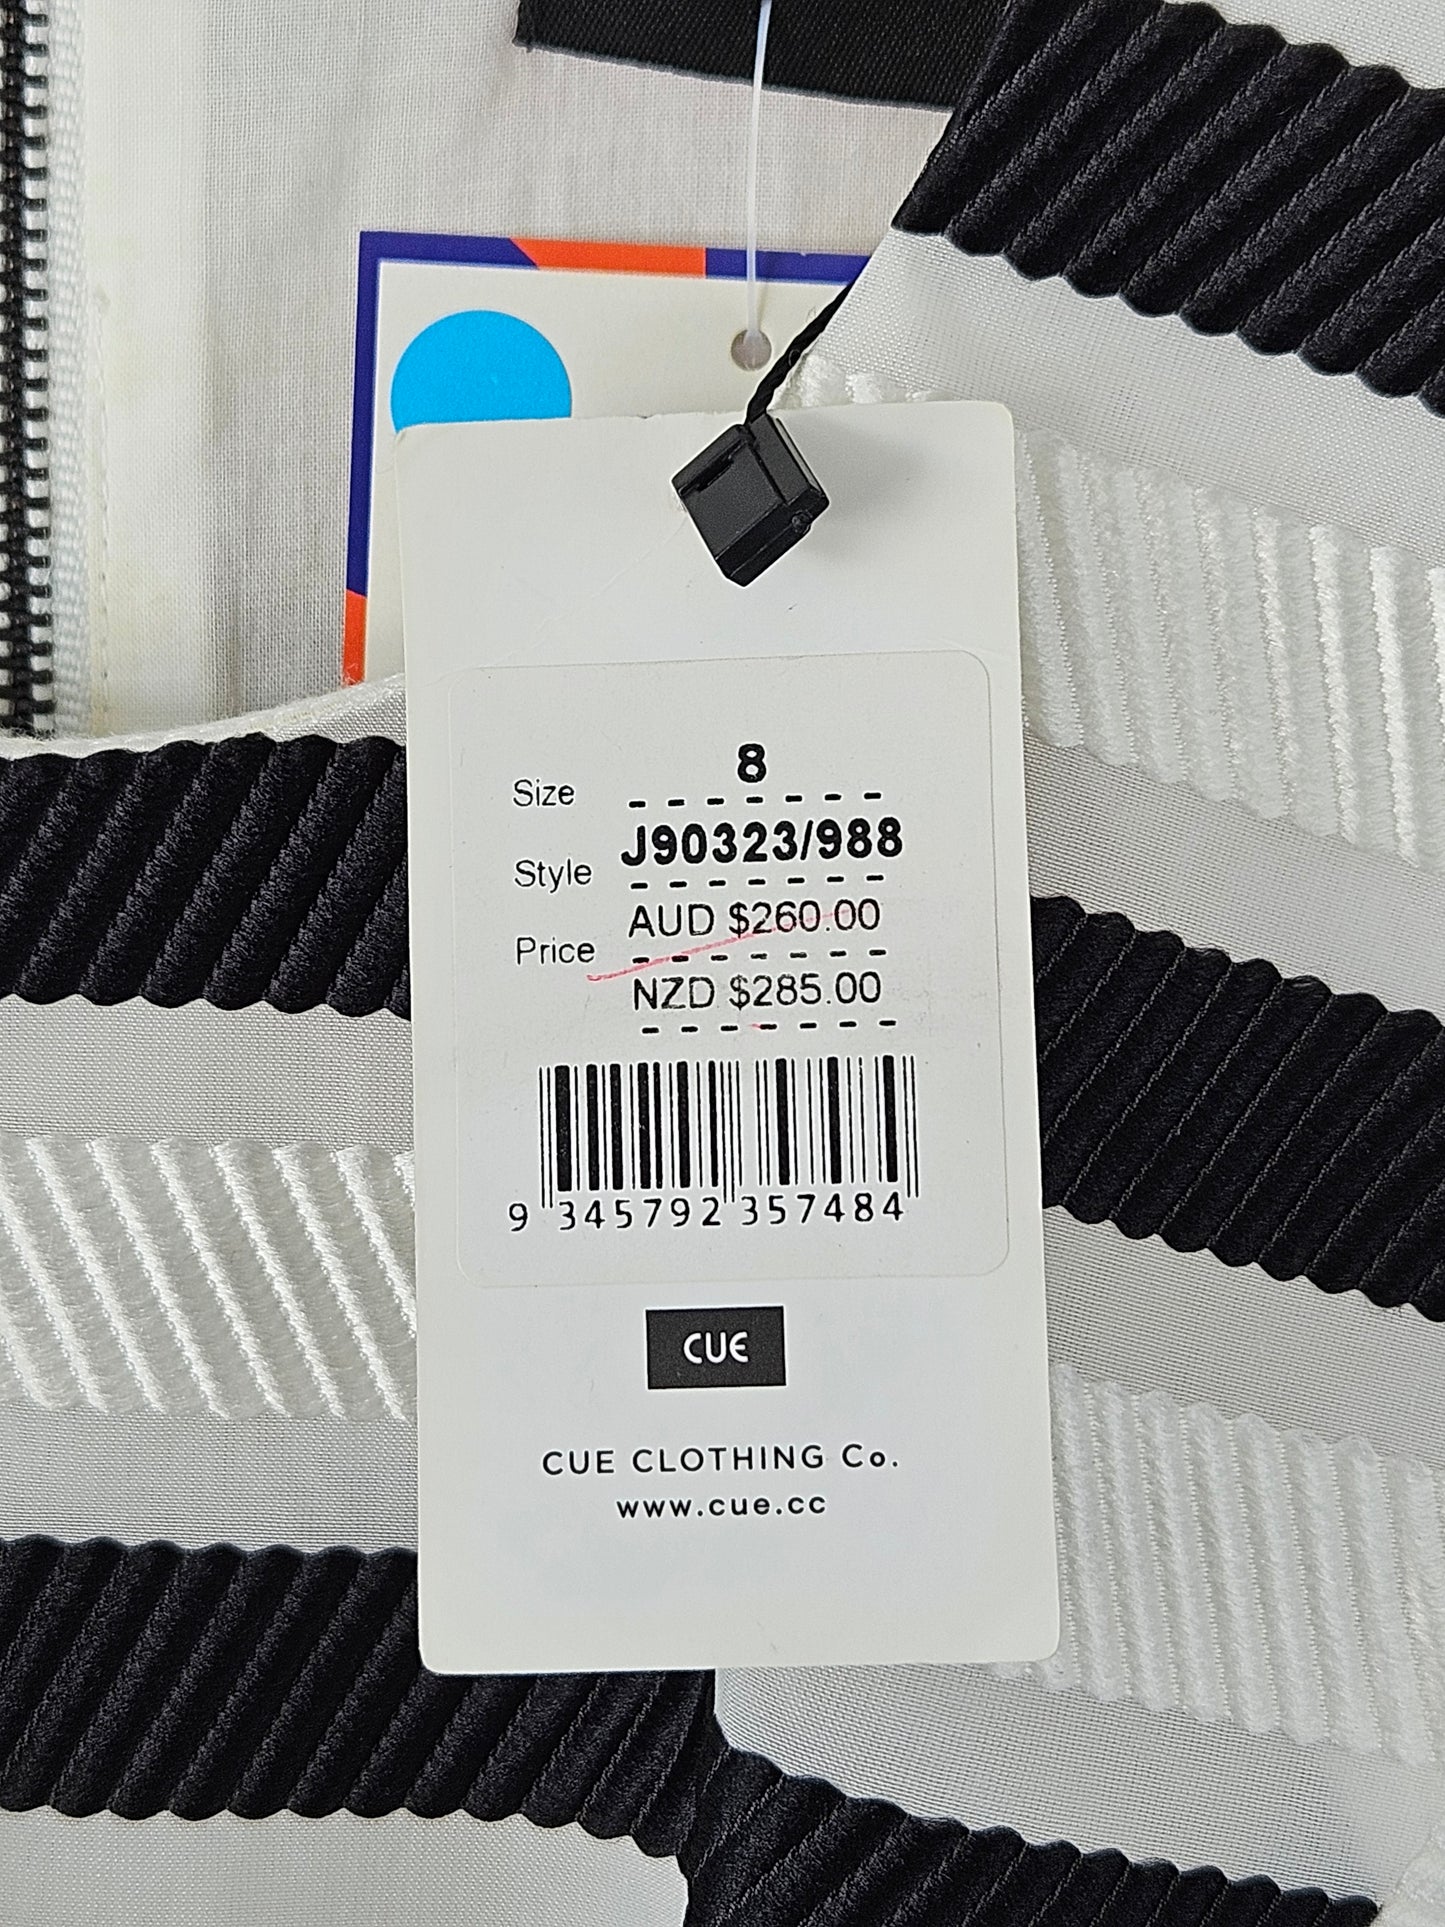 Size 8
Style J90323/988
Price AUD $260.00
NZD $285.00
9 345792 357484
CUE
CUE CLOTHING Co.
www.cue.cc